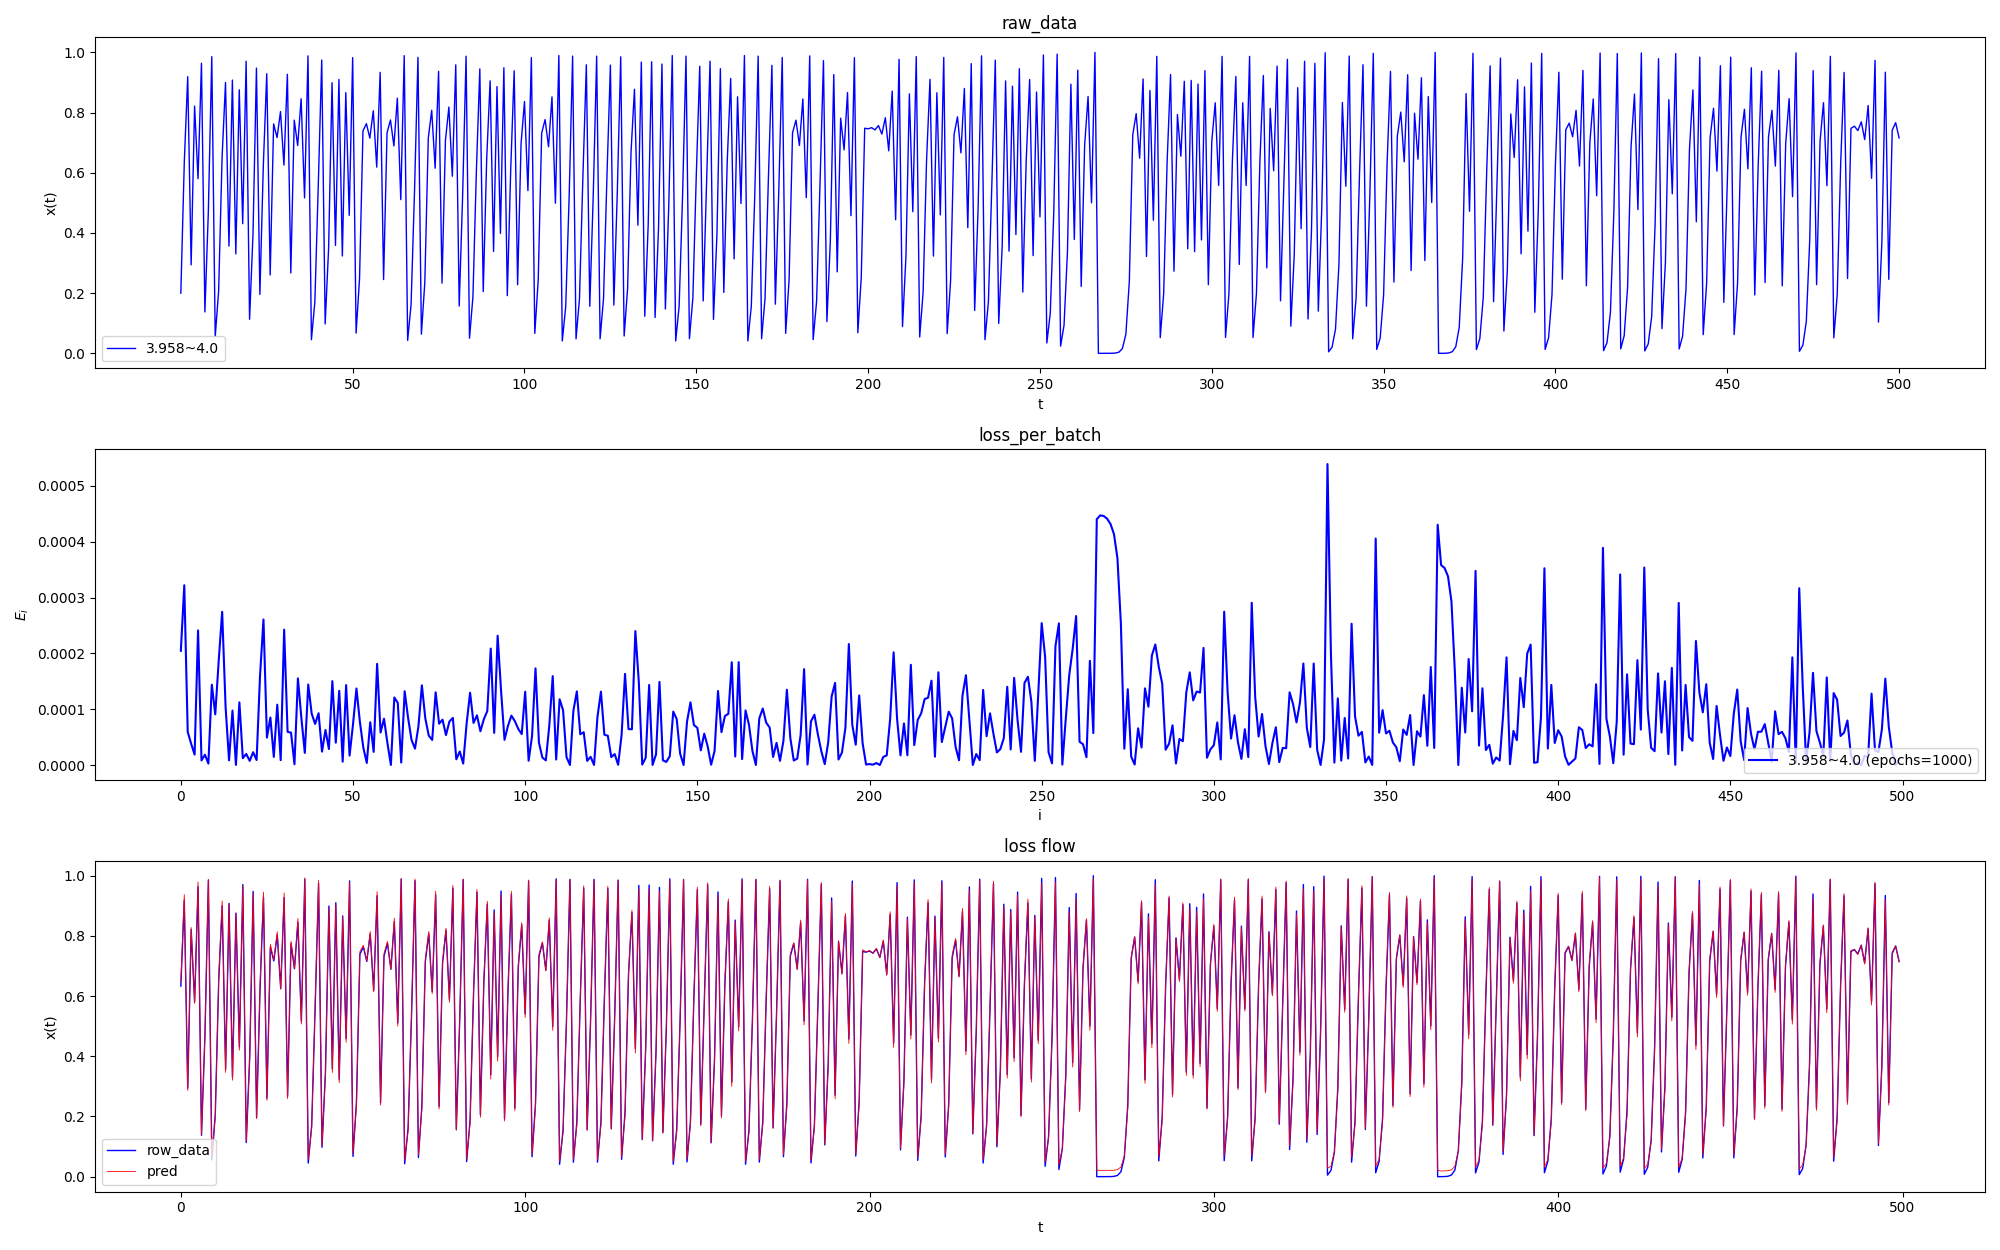 raw_data
x(t)
1.0
0.8
0.6
0.4
0.2
0.0
3.958~4.0
50 100 150 200 250 300 350 400 450 500
t
loss_per_batch
E_i
0.0005
0.0004
0.0003
0.0002
0.0001
0.0000
3.958~4.0 (epochs=1000)
0 50 100 150 200 250 300 350 400 450 500
i
loss flow
x(t)
1.0
0.8
0.6
0.4
0.2
0.0
row_data
pred
0 100 200 300 400 500
t